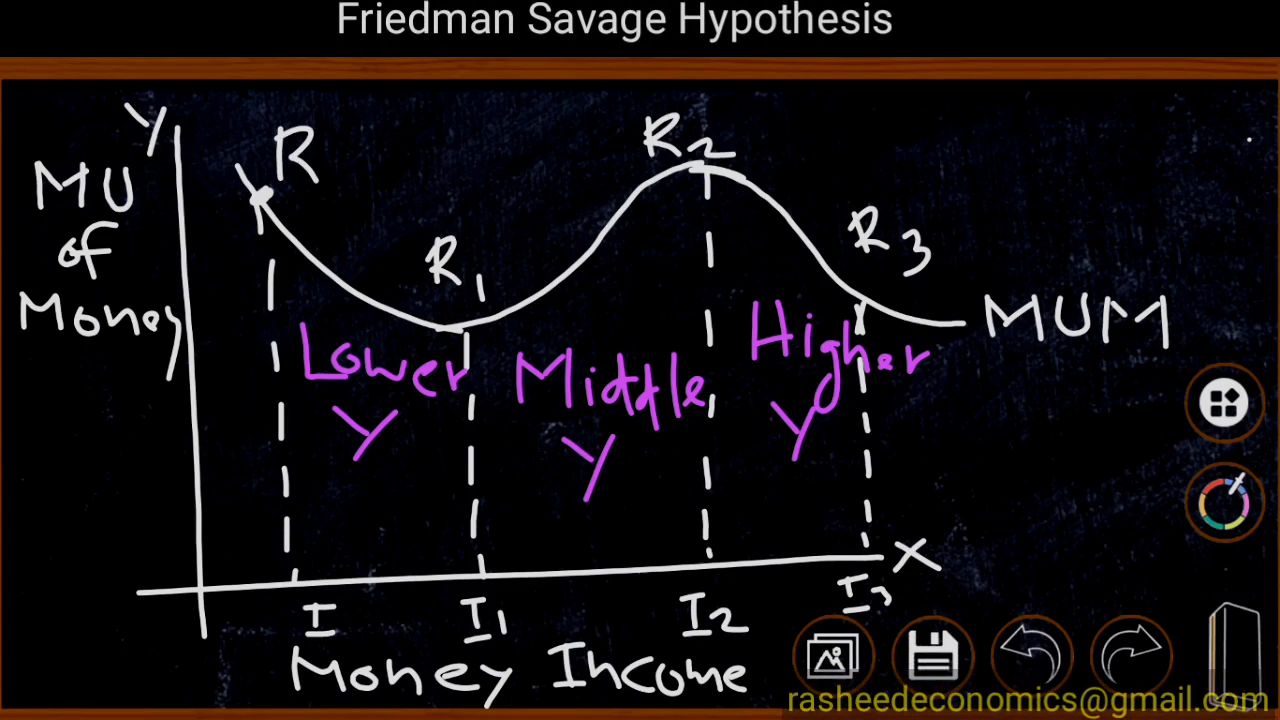 Friedman Savage Hypothesis
Y
MU
of
Money
R
R1
R2
R3
MUM
Lower
Y
Middle
Y
Higher
Y
X
I
I1
I2
I3
Money Income
rasheedeconomics@gmail.com